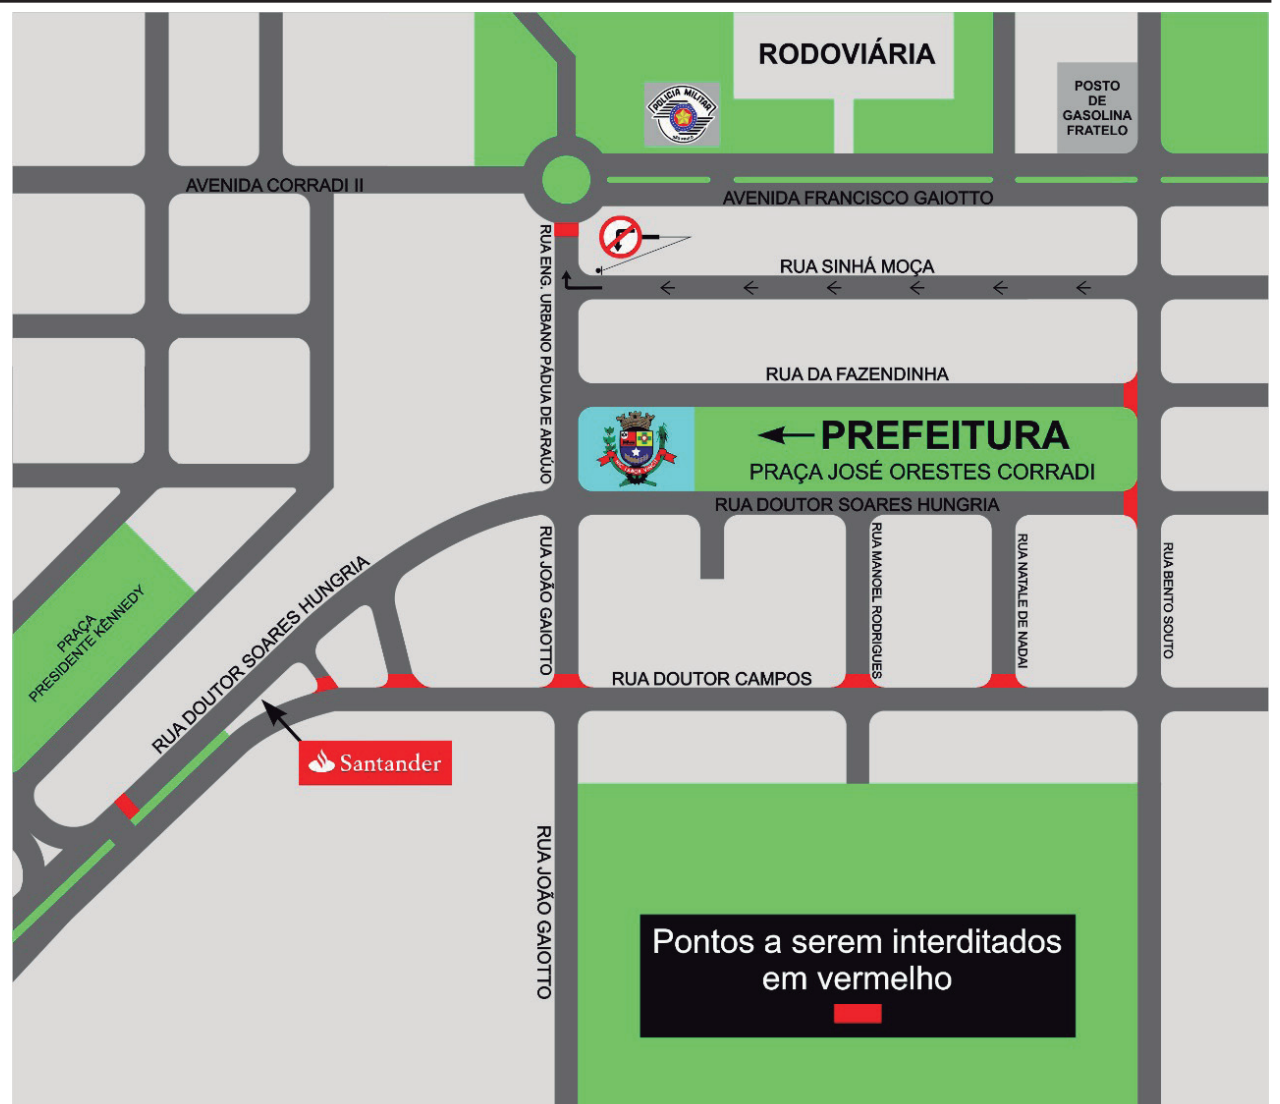 RODOVIÁRIA
POLÍCIA MILITAR
POSTO
DE
GASOLINA
FRATELO
AVENIDA CORRADI II
AVENIDA FRANCISCO GAIOTTO
RUA SINHÁ MOÇA
RUA ENG. URBANO PÁDUA DE ARAÚJO
RUA DA FAZENDINHA
PREFEITURA
PRAÇA JOSÉ ORESTES CORRADI
RUA DOUTOR SOARES HUNGRIA
RUA JOÃO GAIOTTO
RUA MANOEL RODRIGUES
RUA NATALE DE NADAI
RUA BENTO SOUTO
PRAÇA
PRESIDENTE KENNEDY
RUA DOUTOR SOARES HUNGRIA
RUA DOUTOR CAMPOS
Santander
RUA JOÃO GAIOTTO
Pontos a serem interditados
em vermelho